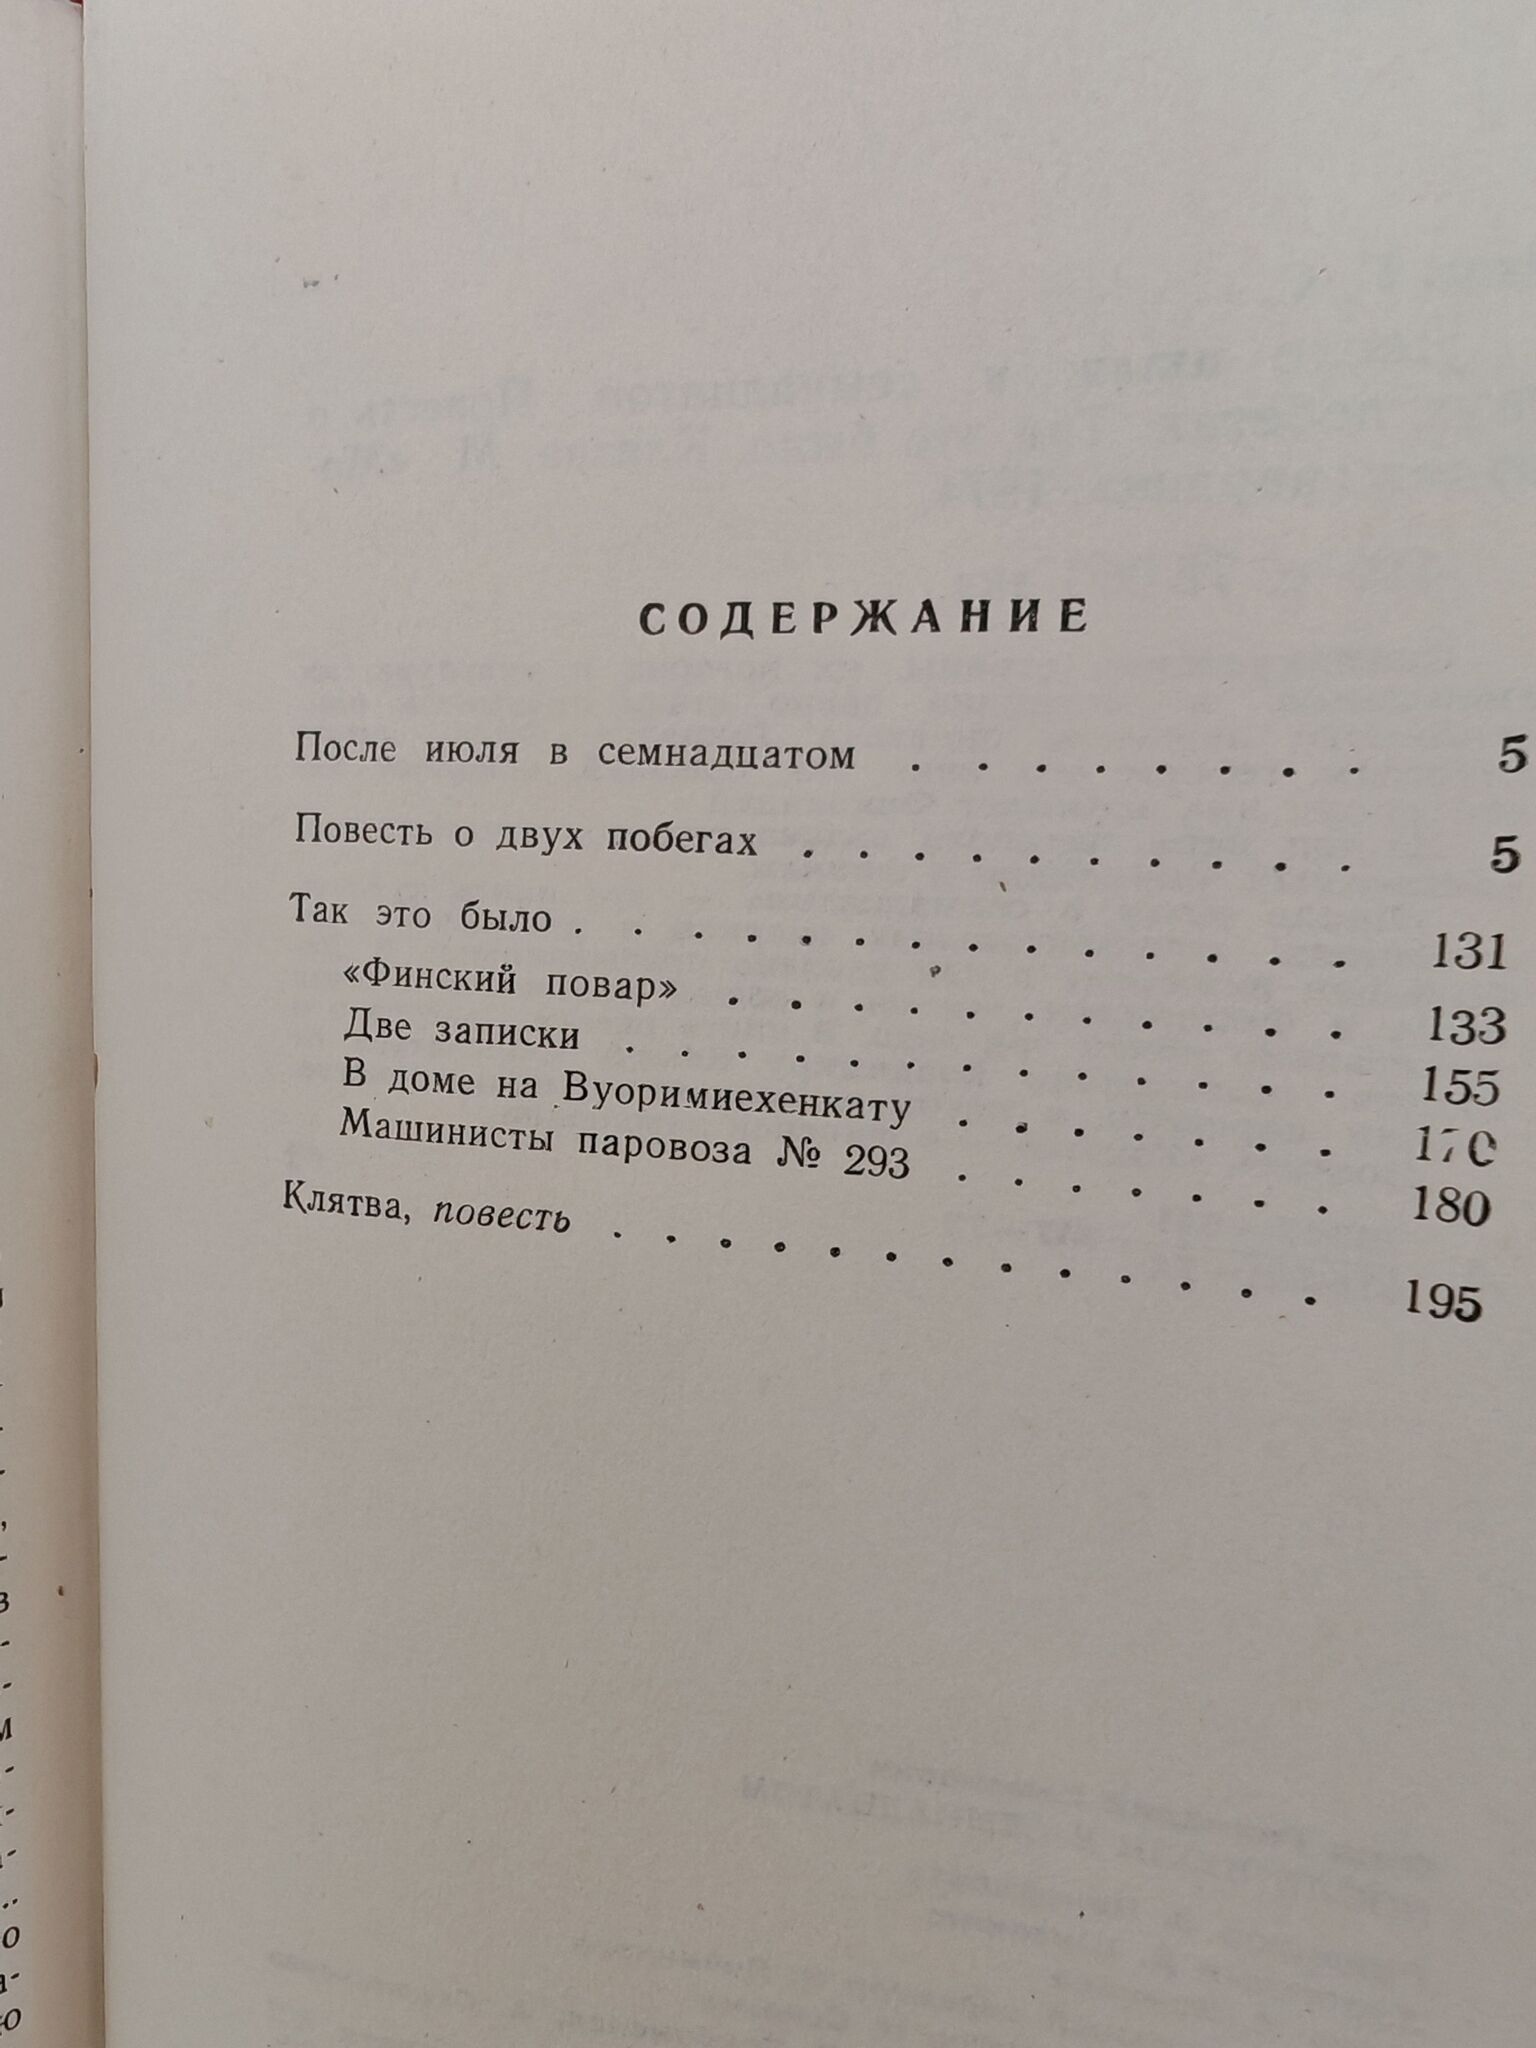 СОДЕРЖАНИЕ
После июля в семнадцатом . . . . . . . . 5
Повесть о двух побегах . . . . . . . . . . 5
Так это было . . . . . . . . . . . . . . 131
«Финский повар» . . . . . . . . . . . 133
Две записки . . . . . . . . . . . . . 155
В доме на Вуоримиехенкату . . . . . . . 170
Машинисты паровоза № 293 . . . . . . . 180
Клятва, повесть . . . . . . . . . . . . . 195